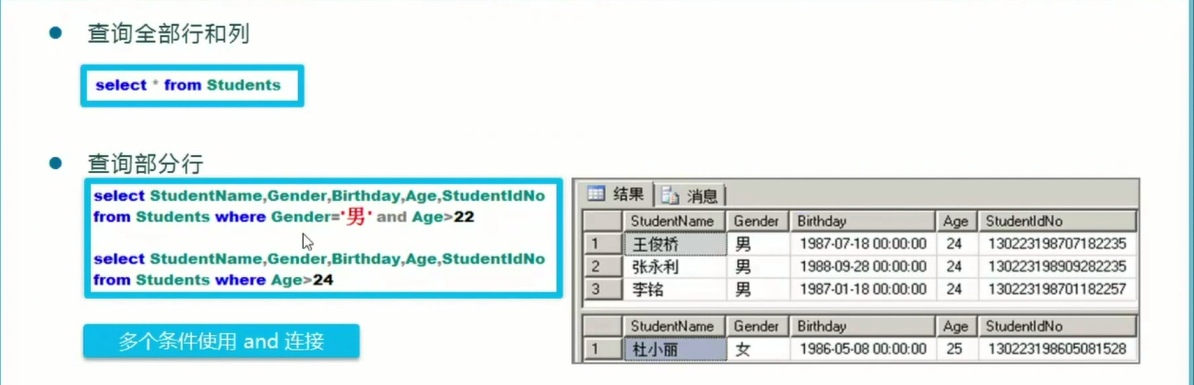 查询全部行和列
select * from Students
查询部分行
select StudentName,Gender,Birthday,Age,StudentIdNo
from Students where Gender='男' and Age>22
select StudentName,Gender,Birthday,Age,StudentIdNo
from Students where Age>24
多个条件使用 and 连接
结果 消息
StudentName Gender Birthday Age StudentIdNo
1 王俊桥 男 1987-07-18 00:00:00 24 130223198707182235
2 张永利 男 1988-09-28 00:00:00 24 130223198909282235
3 李铭 男 1987-01-18 00:00:00 24 130223198701182257
StudentName Gender Birthday Age StudentIdNo
1 杜小丽 女 1986-05-08 00:00:00 25 130223198605081528